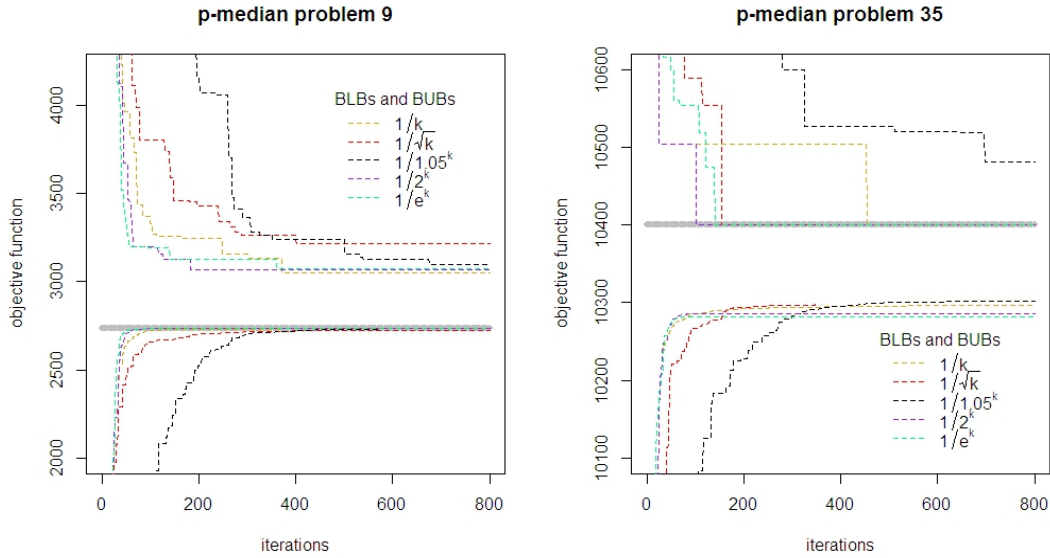 p-median problem 9
objective function
4000
3500
3000
2500
2000
BLBs and BUBs
1/k
1/√k
1/1.05^k
1/2^k
1/e^k
0 200 400 600 800
iterations
p-median problem 35
objective function
10600
10500
10400
10300
10200
10100
BLBs and BUBs
1/k
1/√k
1/1.05^k
1/2^k
1/e^k
0 200 400 600 800
iterations